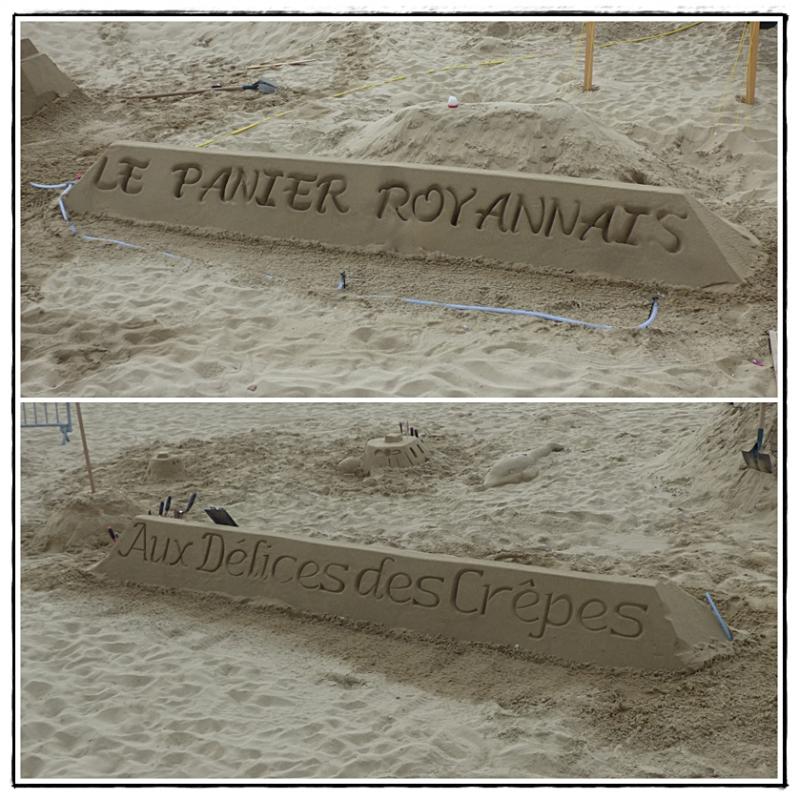 LE PANIER ROYANNAIS
Aux Délices des Crêpes